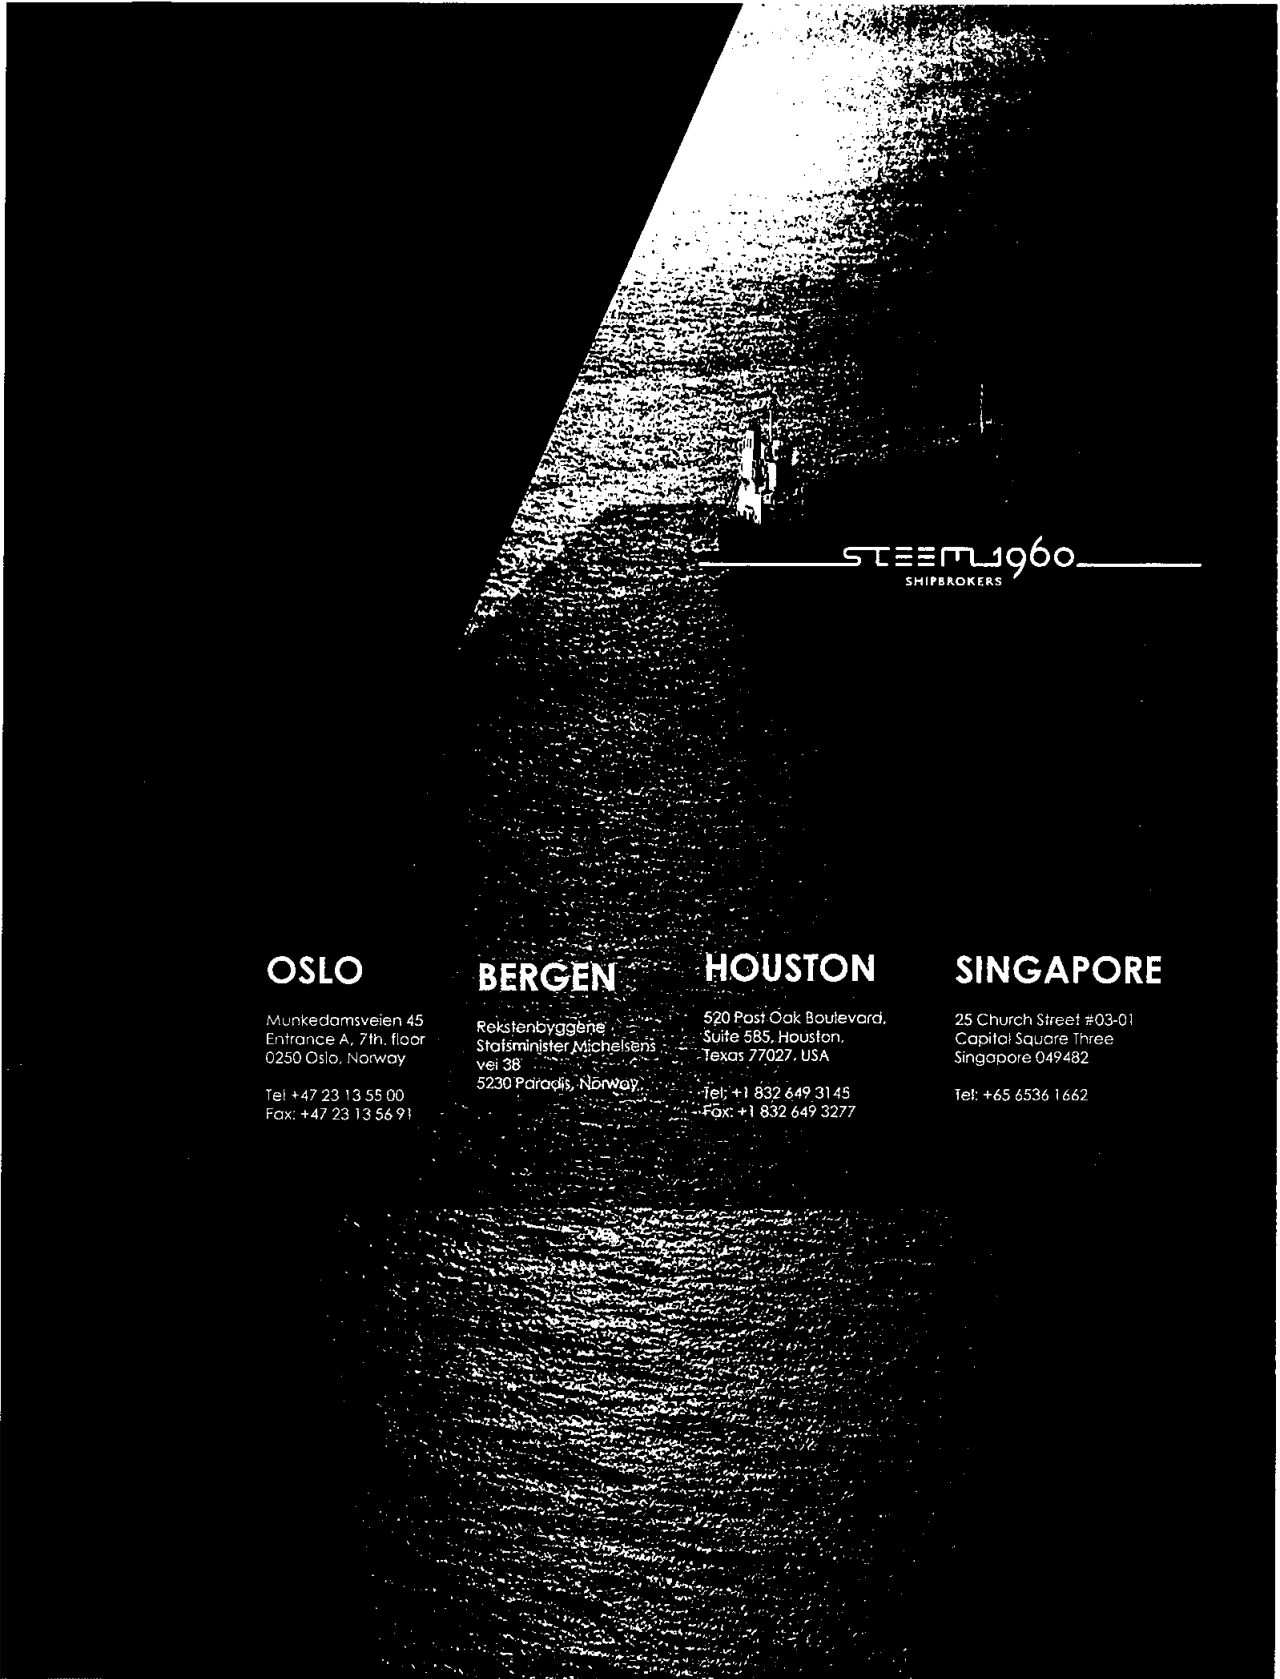 STEEM1960
SHIPBROKERS
OSLO
Munkedamsveien 45
Entrance A, 7th. floor
0250 Oslo, Norway
Tel +47 23 13 55 00
Fax: +47 23 13 56 91
BERGEN
Rekstenbyggene
Statsminister Michelsens
vei 38
5230 Paradis, Norway
HOUSTON
520 Post Oak Boulevard,
Suite 585, Houston,
Texas 77027, USA
Tel: +1 832 649 3145
Fax: +1 832 649 3277
SINGAPORE
25 Church Street #03-01
Capital Square Three
Singapore 049482
Tel: +65 6536 1662